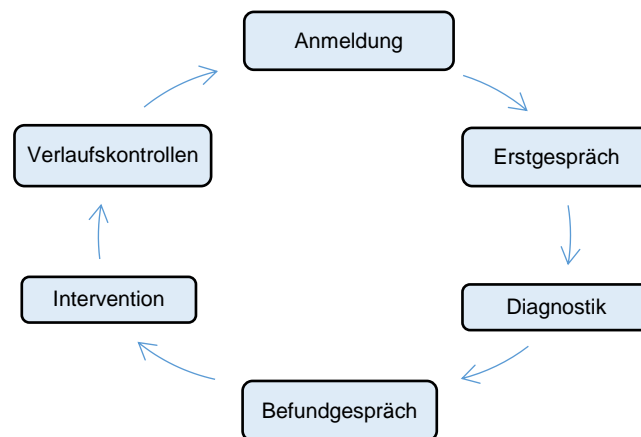 Anmeldung
Erstgespräch
Diagnostik
Befundgespräch
Intervention
Verlaufskontrollen